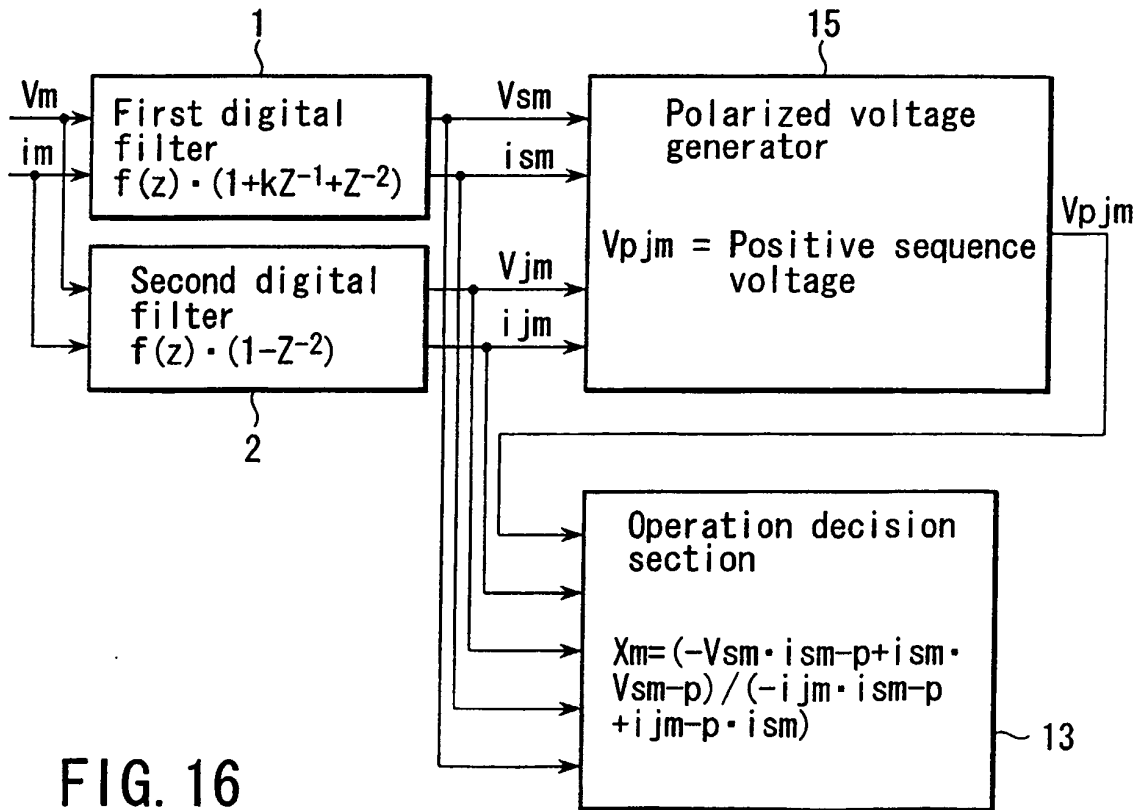 1
15
Vm
im
First digital
filter
f(z)・(1+kZ⁻¹+Z⁻²)
Vsm
ism
Polarized voltage
generator
Vpjm = Positive sequence
voltage
Vpjm
Second digital
filter
f(z)・(1-Z⁻²)
Vjm
ijm
2
Operation decision
section
Xm=(-Vsm・ism-p+ism・
Vsm-p)/(-ijm・ism-p
+ijm-p・ism)
13
FIG. 16